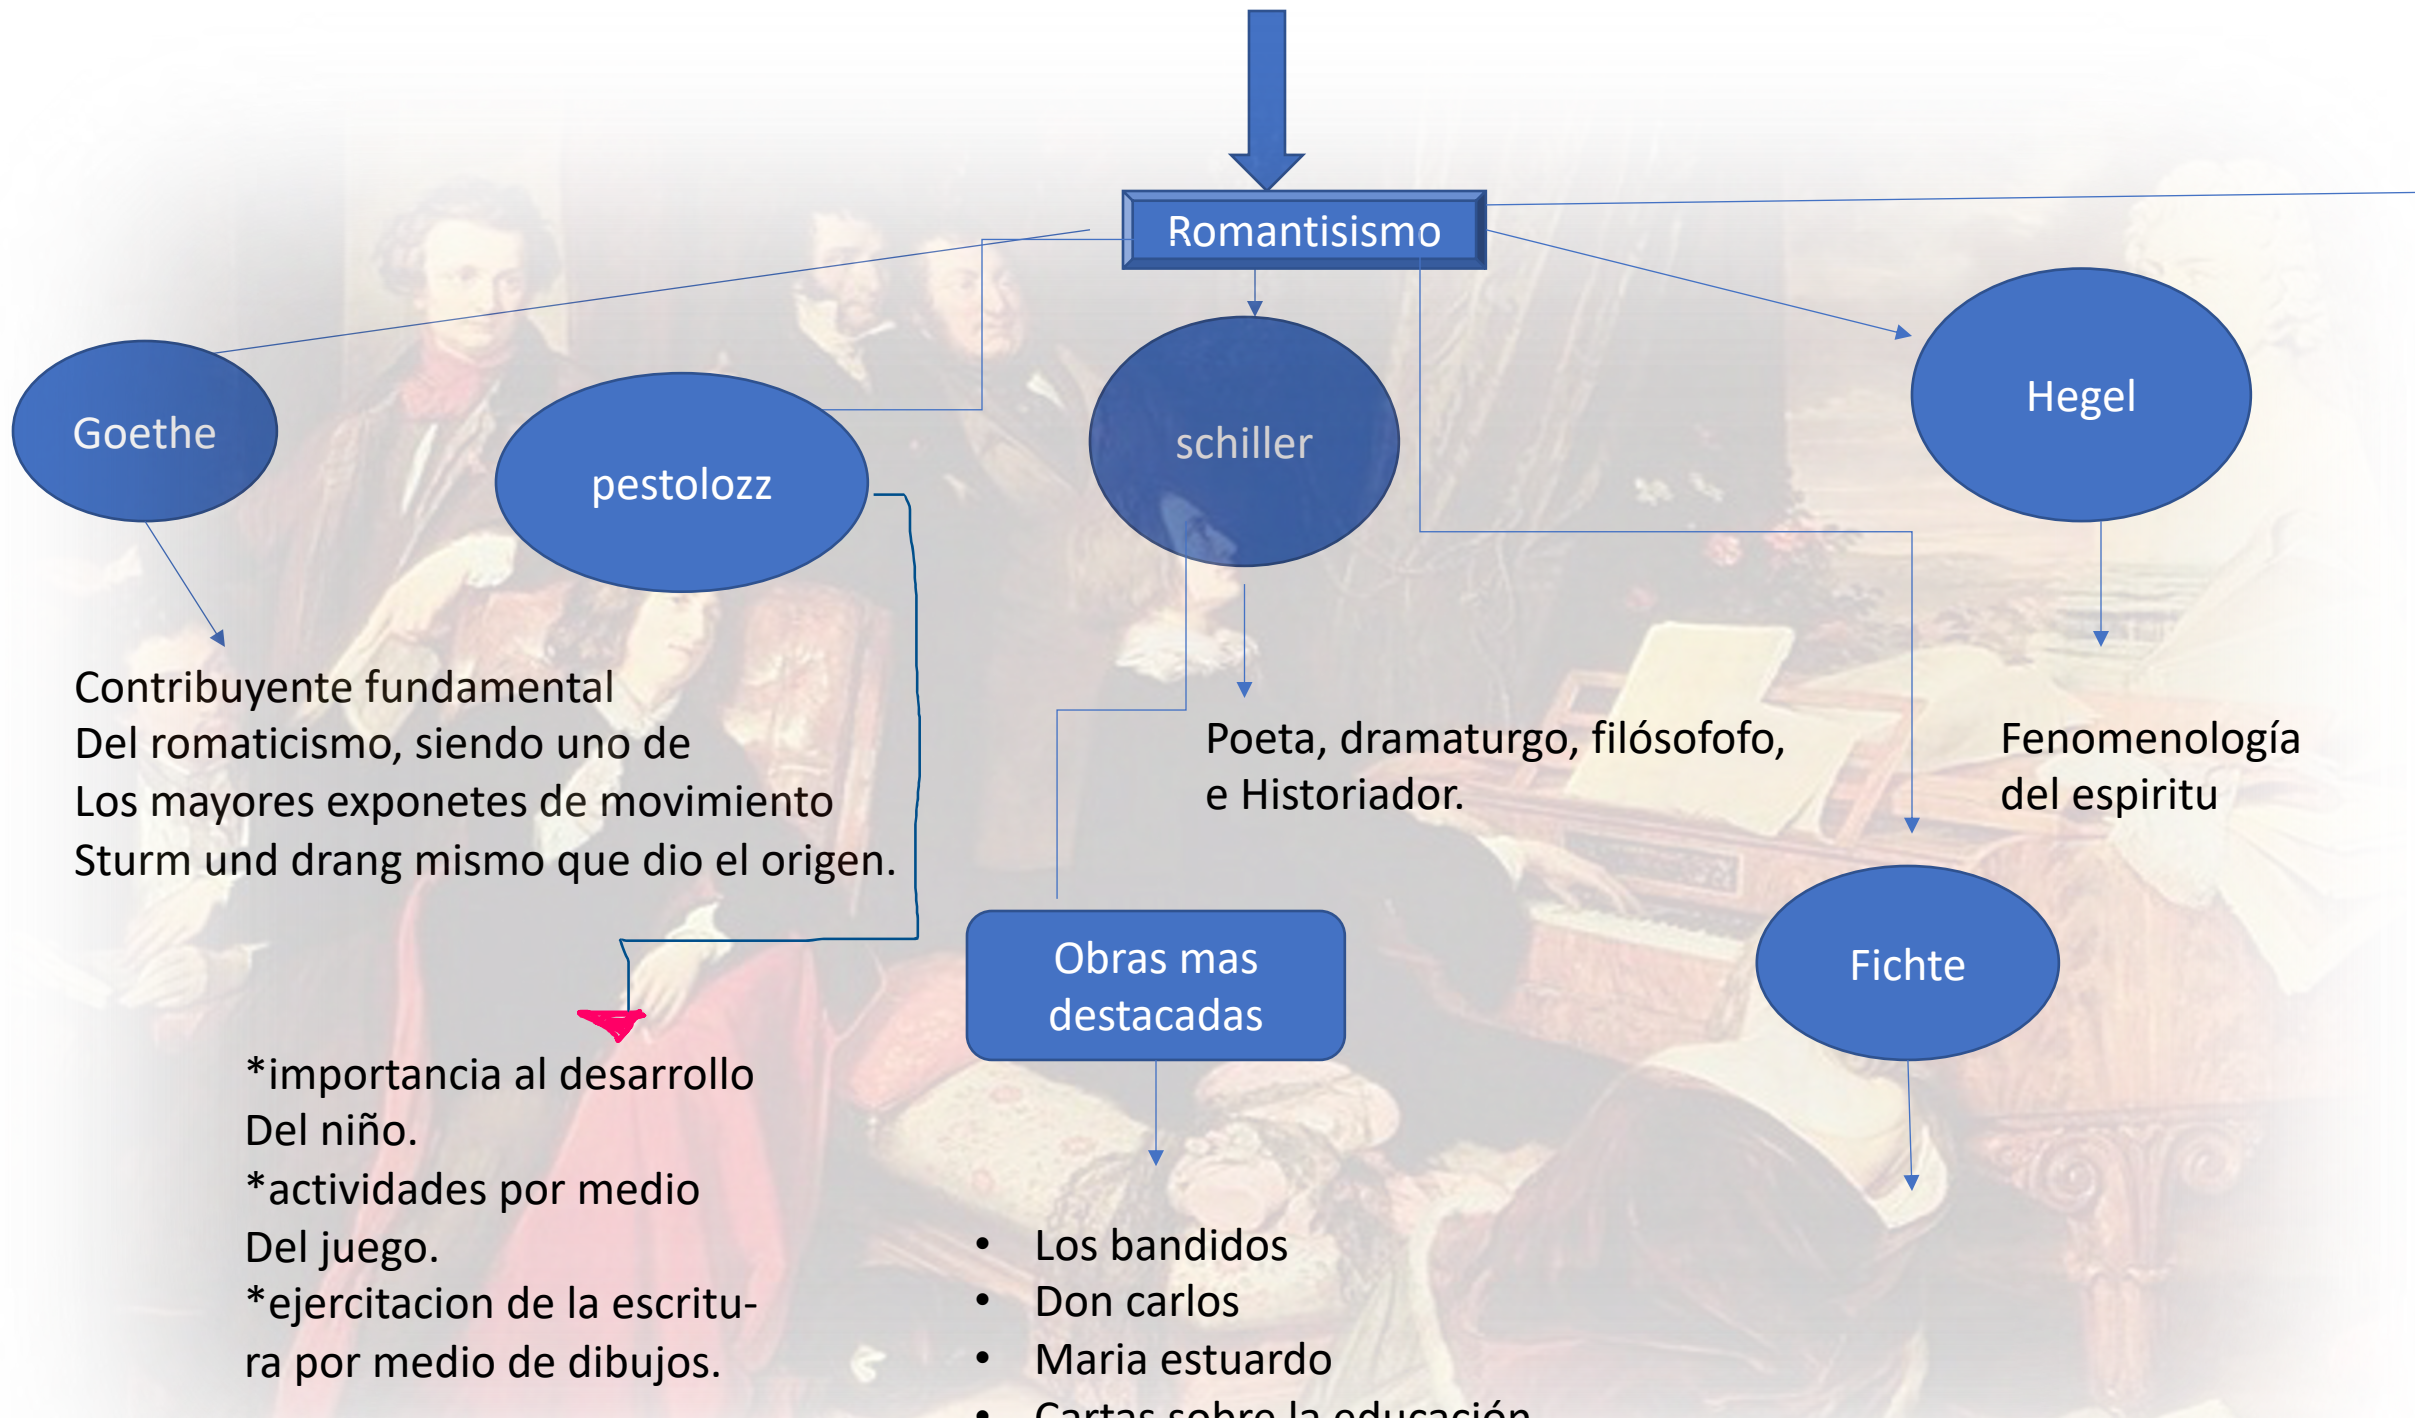 Romantisismo
Goethe
pestolozz
schiller
Hegel
Contribuyente fundamental
Del romaticismo, siendo uno de
Los mayores exponetes de movimiento
Sturm und drang mismo que dio el origen.
Poeta, dramaturgo, filósofofo,
e Historiador.
Fenomenología
del espiritu
Obras mas
destacadas
Fichte
*importancia al desarrollo
Del niño.
*actividades por medio
Del juego.
*ejercitacion de la escritu-
ra por medio de dibujos.
• Los bandidos
• Don carlos
• Maria estuardo
• Cartas sobre la educación